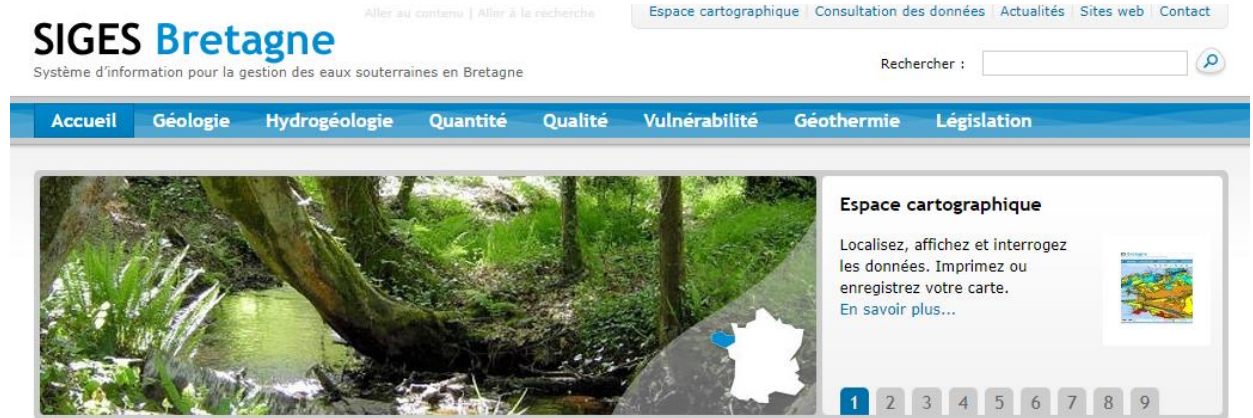 Aller au contenu | Aller à la recherche
Espace cartographique Consultation des données Actualités Sites web Contact
SIGES Bretagne
Système d'information pour la gestion des eaux souterraines en Bretagne
Rechercher :
Accueil Géologie Hydrogéologie Quantité Qualité Vulnérabilité Géothermie Législation
Espace cartographique
Localisez, affichez et interrogez
les données. Imprimez ou
enregistrez votre carte.
En savoir plus...
1 2 3 4 5 6 7 8 9